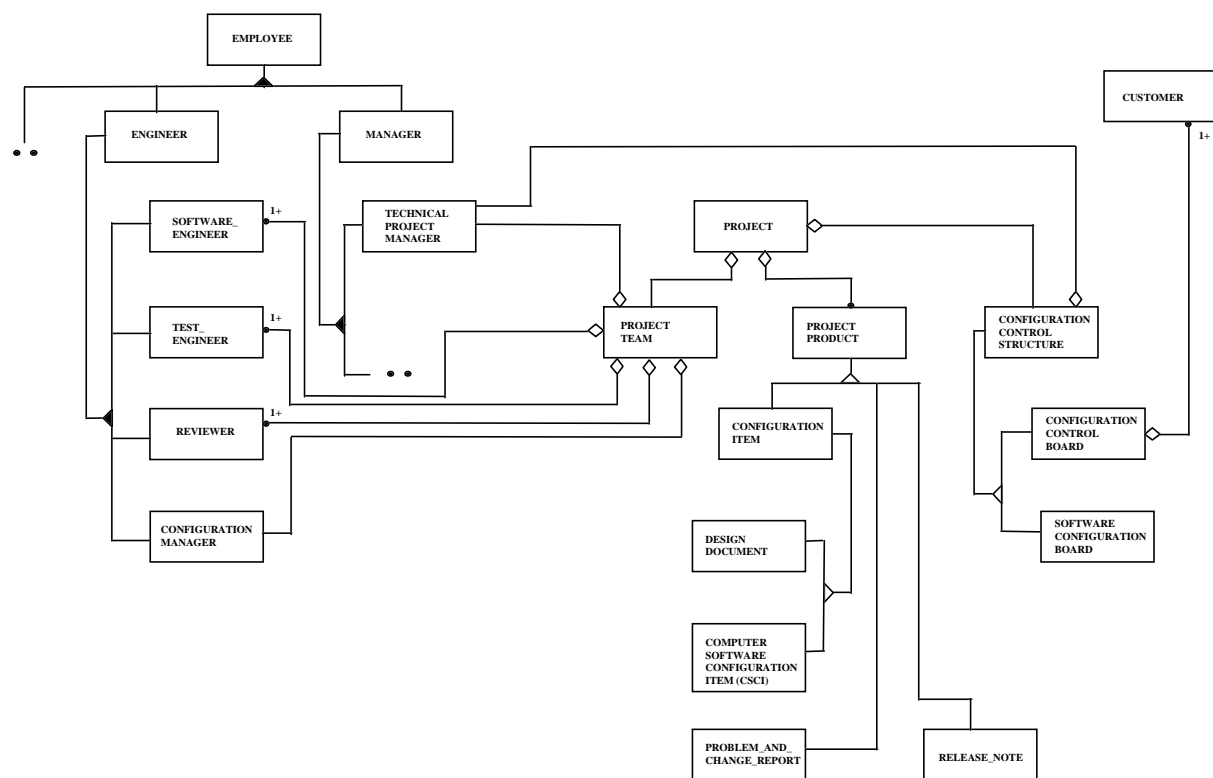 EMPLOYEE
CUSTOMER
1+
ENGINEER
MANAGER
SOFTWARE_
ENGINEER
1+
TECHNICAL
PROJECT
MANAGER
PROJECT
TEST_
ENGINEER
1+
PROJECT
TEAM
PROJECT
PRODUCT
CONFIGURATION
CONTROL
STRUCTURE
REVIEWER
1+
CONFIGURATION
ITEM
CONFIGURATION
CONTROL
BOARD
CONFIGURATION
MANAGER
DESIGN
DOCUMENT
SOFTWARE
CONFIGURATION
BOARD
COMPUTER
SOFTWARE
CONFIGURATION
ITEM (CSCI)
PROBLEM_AND_
CHANGE_REPORT
RELEASE_NOTE